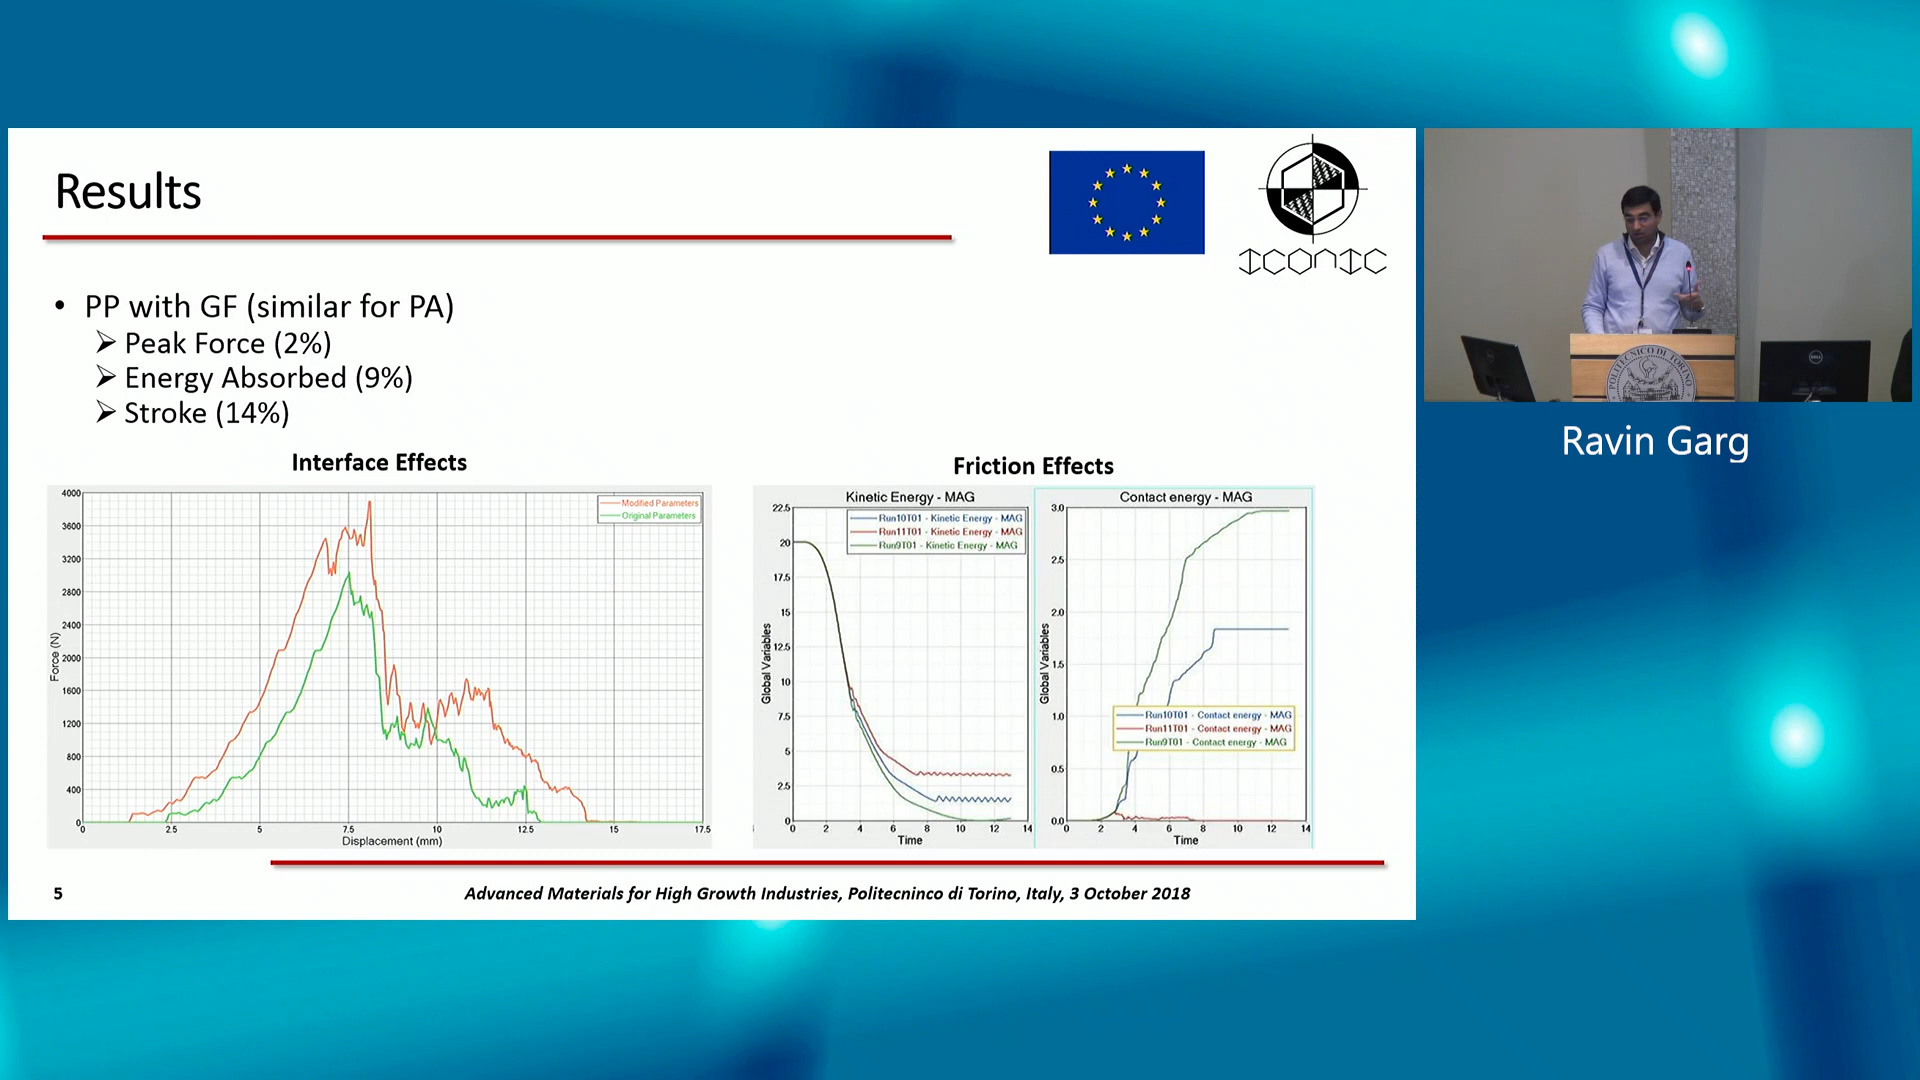 Results
ICONIC
• PP with GF (similar for PA)
➢ Peak Force (2%)
➢ Energy Absorbed (9%)
➢ Stroke (14%)
Interface Effects
Friction Effects
4000
3600
3200
2800
2400
2000
1600
1200
800
400
0
Force (N)
Modified Parameters
Original Parameters
0 2.5 5 7.5 10 12.5 15 17.5
Displacement (mm)
Kinetic Energy - MAG
22.5
20
17.5
15
12.5
10
7.5
5
2.5
0
Global Variables
Run10T01 - Kinetic Energy - MAG
Run11T01 - Kinetic Energy - MAG
Run9T01 - Kinetic Energy - MAG
0 2 4 6 8 10 12 14
Time
Contact energy - MAG
3.0
2.5
2.0
1.5
1.0
0.5
0.0
Global Variables
Run10T01 - Contact energy - MAG
Run11T01 - Contact energy - MAG
Run9T01 - Contact energy - MAG
0 2 4 6 8 10 12 14
Time
5
Advanced Materials for High Growth Industries, Politecninco di Torino, Italy, 3 October 2018
POLITECNICO DI TORINO
DELL
Ravin Garg